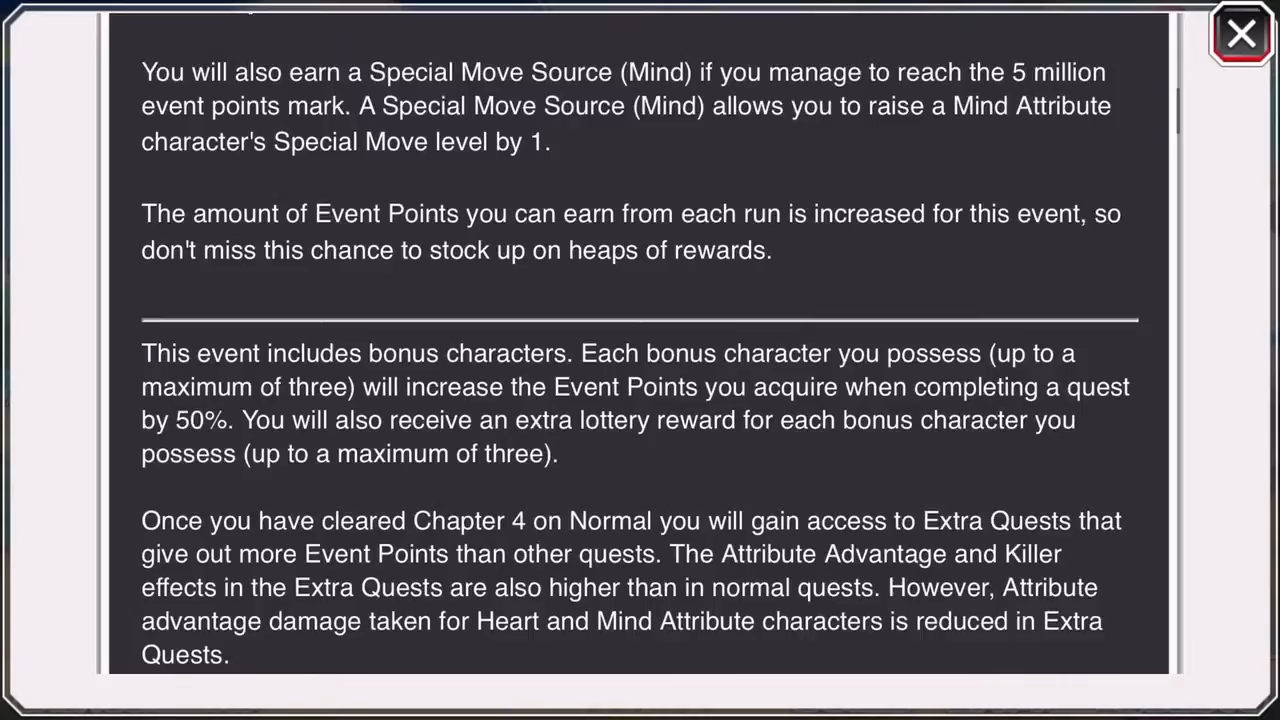 You will also earn a Special Move Source (Mind) if you manage to reach the 5 million
event points mark. A Special Move Source (Mind) allows you to raise a Mind Attribute
character's Special Move level by 1.
The amount of Event Points you can earn from each run is increased for this event, so
don't miss this chance to stock up on heaps of rewards.
This event includes bonus characters. Each bonus character you possess (up to a
maximum of three) will increase the Event Points you acquire when completing a quest
by 50%. You will also receive an extra lottery reward for each bonus character you
possess (up to a maximum of three).
Once you have cleared Chapter 4 on Normal you will gain access to Extra Quests that
give out more Event Points than other quests. The Attribute Advantage and Killer
effects in the Extra Quests are also higher than in normal quests. However, Attribute
advantage damage taken for Heart and Mind Attribute characters is reduced in Extra
Quests.